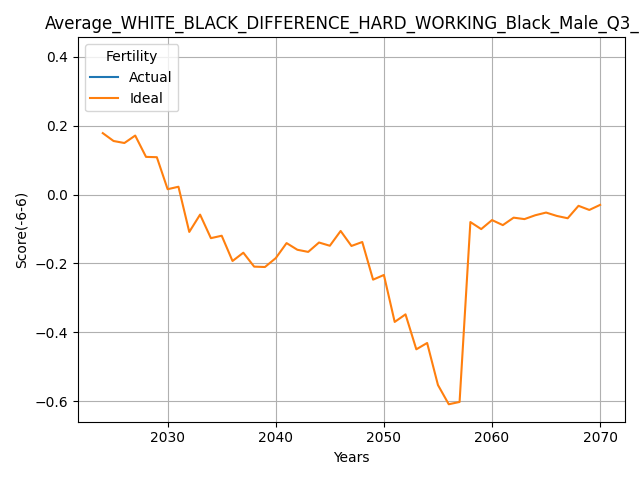 Average_WHITE_BLACK_DIFFERENCE_HARD_WORKING_Black_Male_Q3_
Fertility
Actual
Ideal
Score(-6-6)
0.4
0.2
0.0
−0.2
−0.4
−0.6
2030 2040 2050 2060 2070
Years